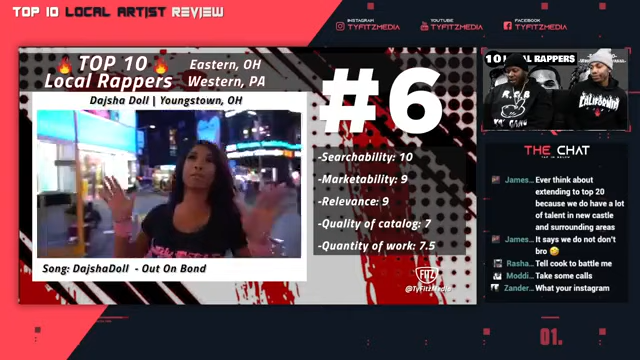 TOP 10 LOCAL ARTIST REVIEW
INSTAGRAM
TYFITZMEDIA
YOUTUBE
TYFITZMEDIA
FACEBOOK
TYFITZMEDIA
TOP 10
Local Rappers
Eastern, OH
Western, PA
Dajsha Doll | Youngstown, OH
Song: DajshaDoll - Out On Bond
#6
-Searchability: 10
-Marketability: 9
-Relevance: 9
-Quality of catalog: 7
-Quantity of work: 7.5
FITZ
@TyFitzMedia
THE CHAT
James... Ever think about
extending to top 20
because we do have a lot
of talent in new castle
and surrounding areas
James... It says we do not don't
bro 🤣
Rasha... Tell cook to battle me
Moddi... Take some calls
Zander... What your instagram
01.